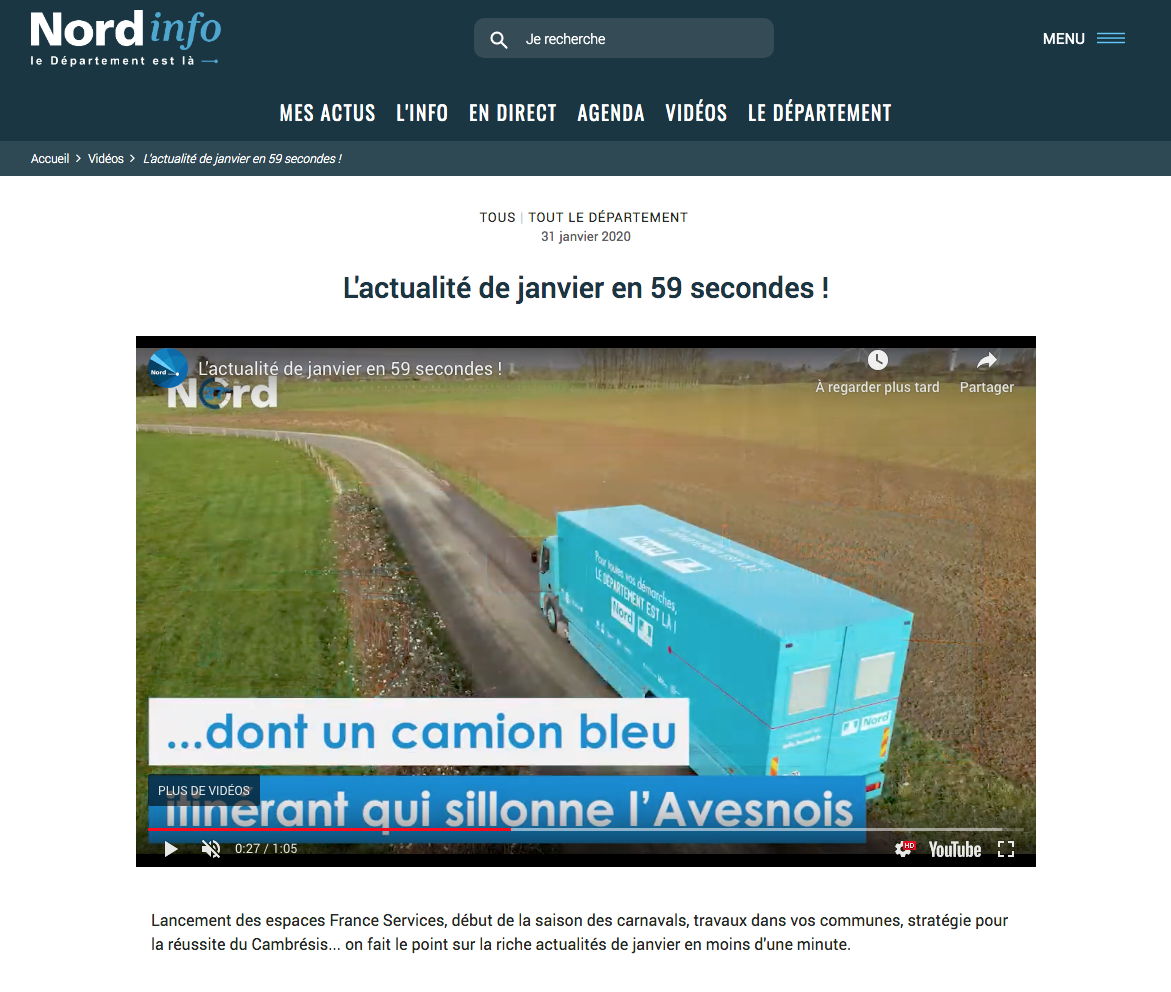 Nord info
le Département est là
Je recherche
MENU
MES ACTUS L'INFO EN DIRECT AGENDA VIDÉOS LE DÉPARTEMENT
Accueil > Vidéos > L'actualité de janvier en 59 secondes !
TOUS | TOUT LE DÉPARTEMENT
31 janvier 2020
L'actualité de janvier en 59 secondes !
Nord
L'actualité de janvier en 59 secondes !
À regarder plus tard
Partager
Nord
Nord
Pour toutes vos démarches,
LE DÉPARTEMENT EST LÀ !
Nord
Nord
...dont un camion bleu
PLUS DE VIDÉOS
itinérant qui sillonne l'Avesnois
0:27 / 1:05
HD
YouTube
Lancement des espaces France Services, début de la saison des carnavals, travaux dans vos communes, stratégie pour
la réussite du Cambrésis... on fait le point sur la riche actualités de janvier en moins d'une minute.